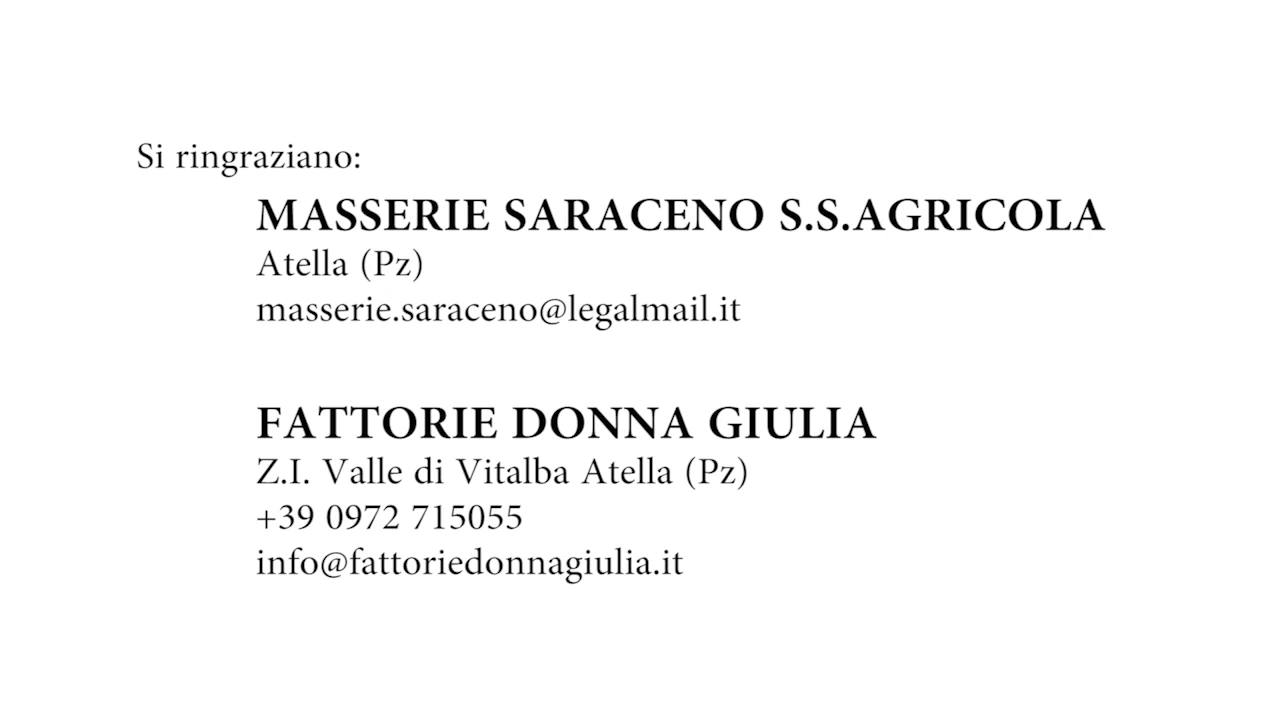 Si ringraziano:
MASSERIE SARACENO S.S.AGRICOLA
Atella (Pz)
masserie.saraceno@legalmail.it
FATTORIE DONNA GIULIA
Z.I. Valle di Vitalba Atella (Pz)
+39 0972 715055
info@fattoriedonnagiulia.it